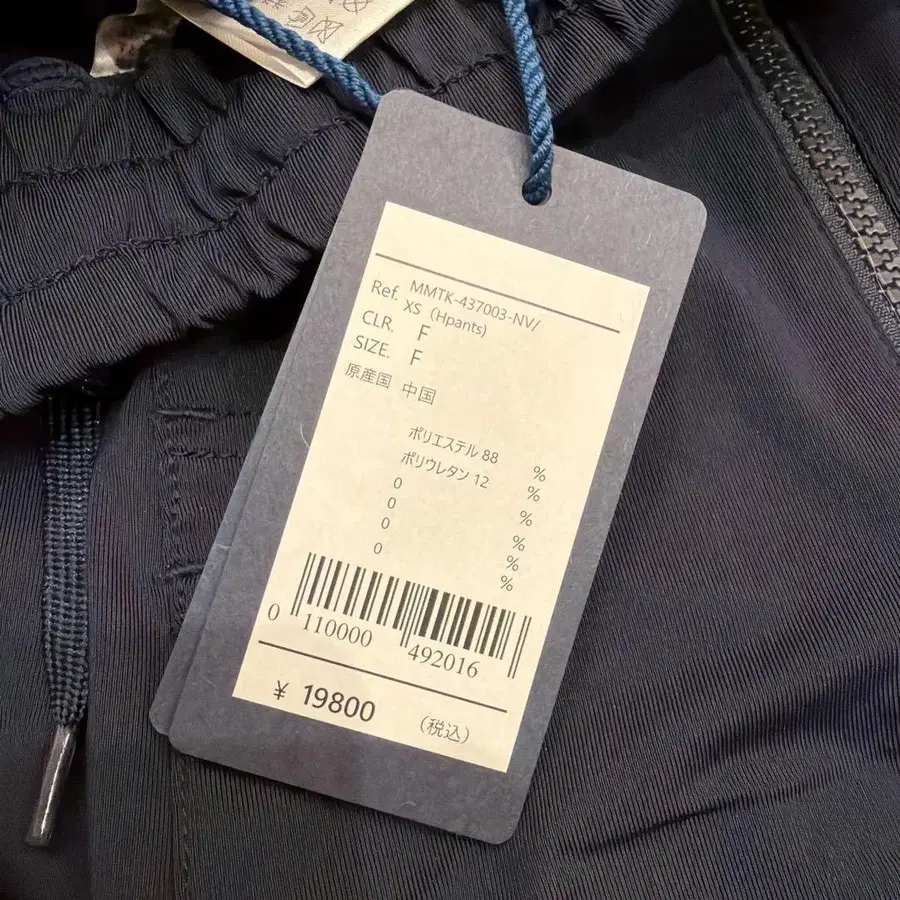 Ref. MMTK-437003-NV/
XS (Hpants)
CLR. F
SIZE. F
原産国 中国
ポリエステル 88 %
ポリウレタン 12 %
0 %
0 %
0 %
0 %
0 110000 492016
¥ 19800 (税込)